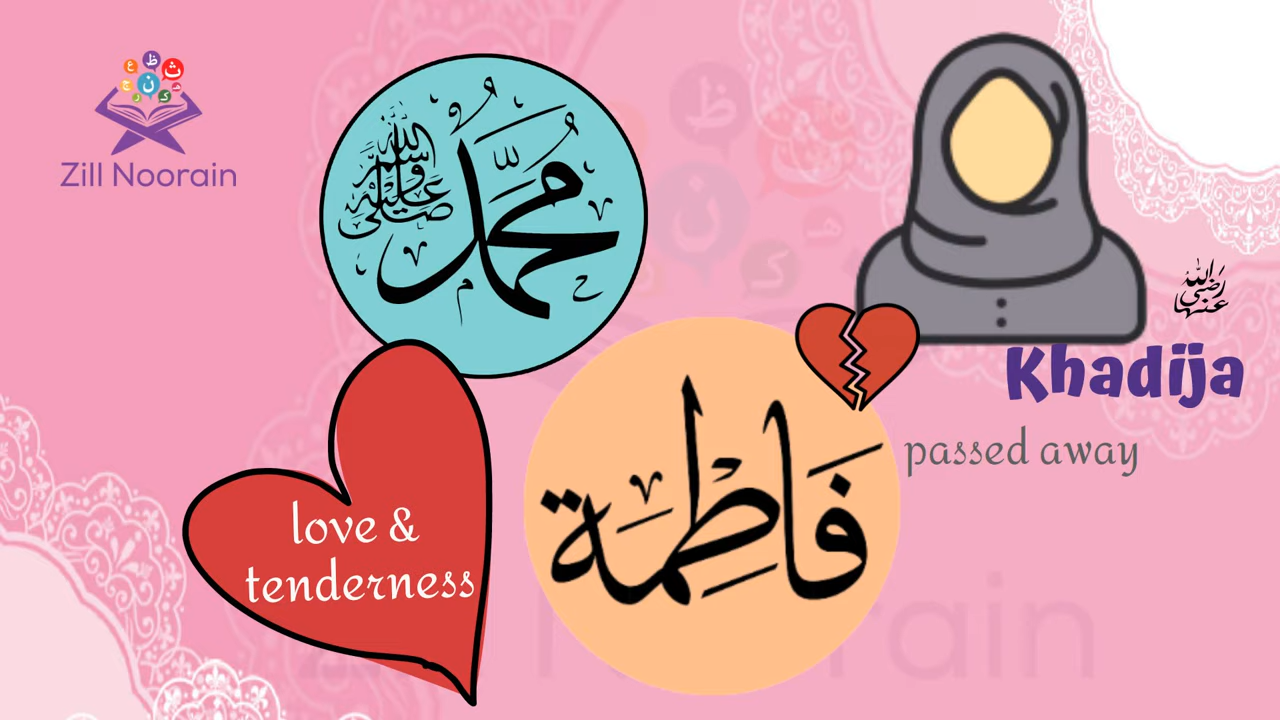 Zill Noorain
ظ
ع
ث
ج
ن
ه
ر
ك
محمد
صلى الله عليه وسلم
رضي الله عنها
Khadija
passed away
فَاطِمَة
love &
tenderness